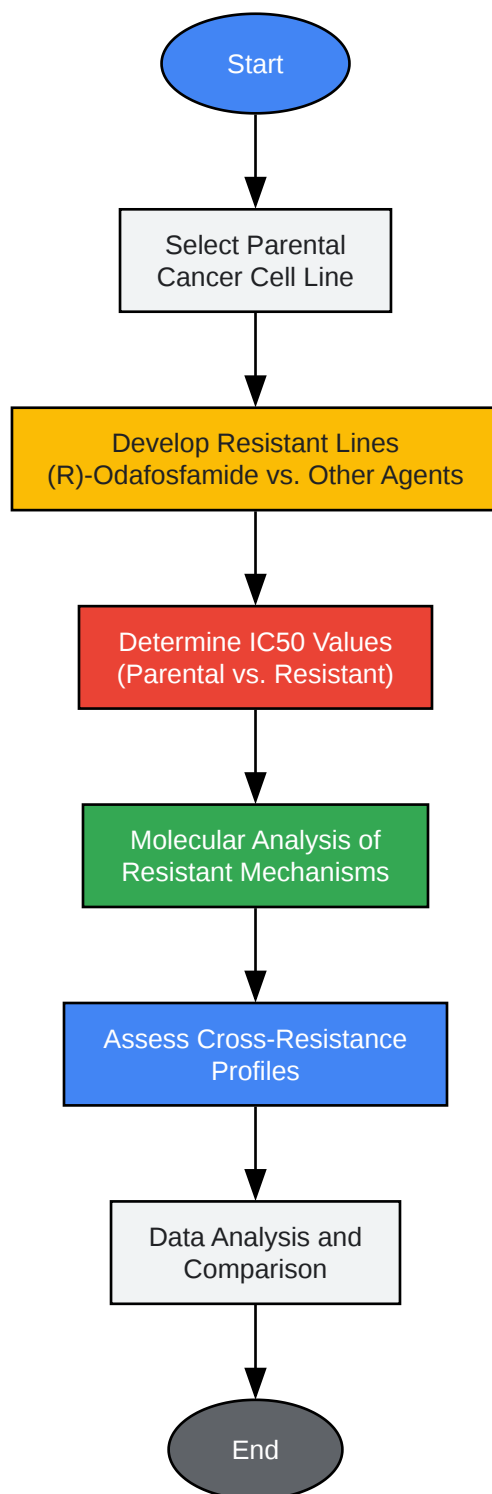 Start
Select Parental
Cancer Cell Line
Develop Resistant Lines
(R)-Odafosfamide vs. Other Agents
Determine IC50 Values
(Parental vs. Resistant)
Molecular Analysis of
Resistant Mechanisms
Assess Cross-Resistance
Profiles
Data Analysis and
Comparison
End